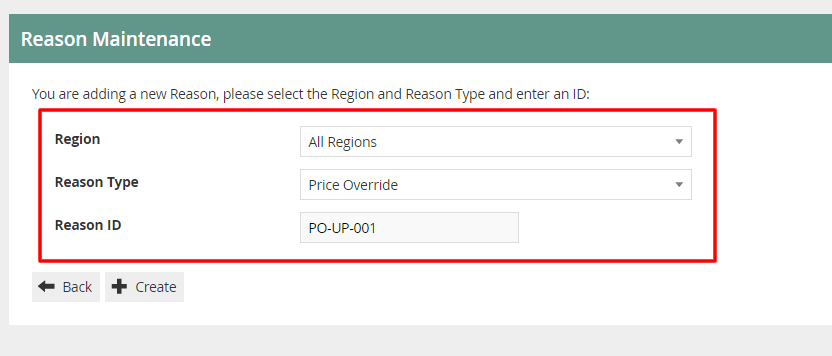 Reason Maintenance
You are adding a new Reason, please select the Region and Reason Type and enter an ID:
Region All Regions
Reason Type Price Override
Reason ID PO-UP-001
Back Create